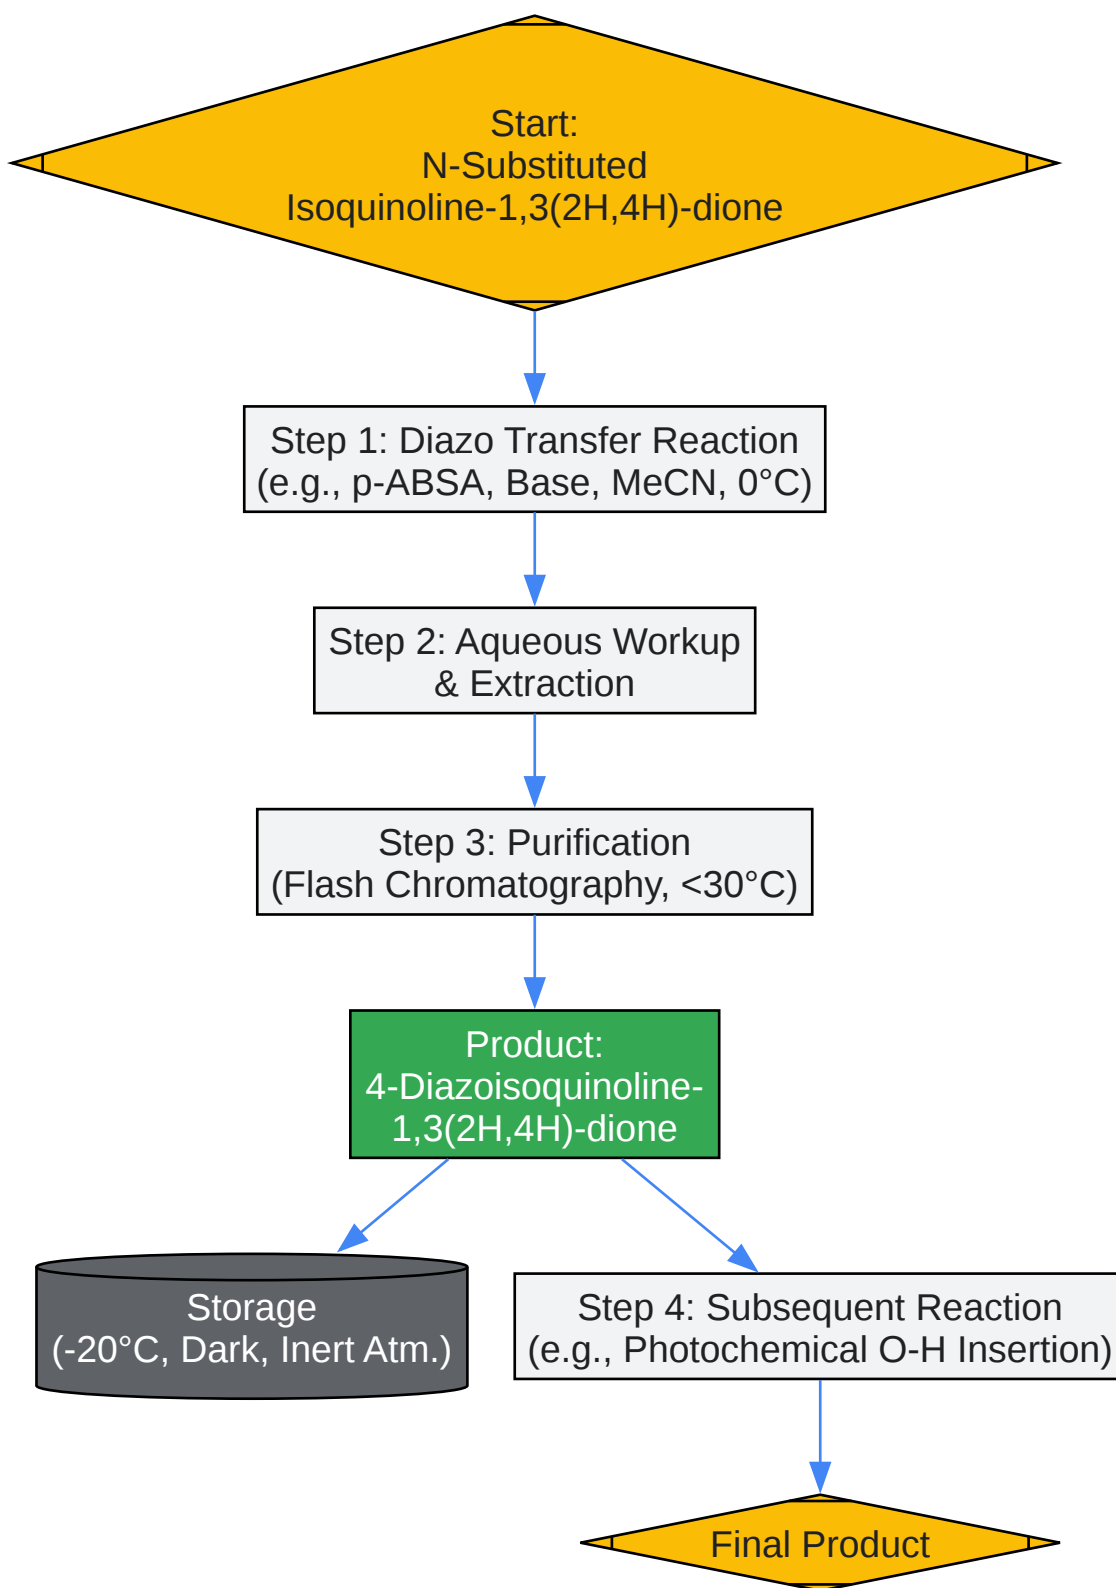 Start:
N-Substituted
Isoquinoline-1,3(2H,4H)-dione
Step 1: Diazo Transfer Reaction
(e.g., p-ABSA, Base, MeCN, 0°C)
Step 2: Aqueous Workup
& Extraction
Step 3: Purification
(Flash Chromatography, <30°C)
Product:
4-Diazoisoquinoline-
1,3(2H,4H)-dione
Storage
(-20°C, Dark, Inert Atm.)
Step 4: Subsequent Reaction
(e.g., Photochemical O-H Insertion)
Final Product